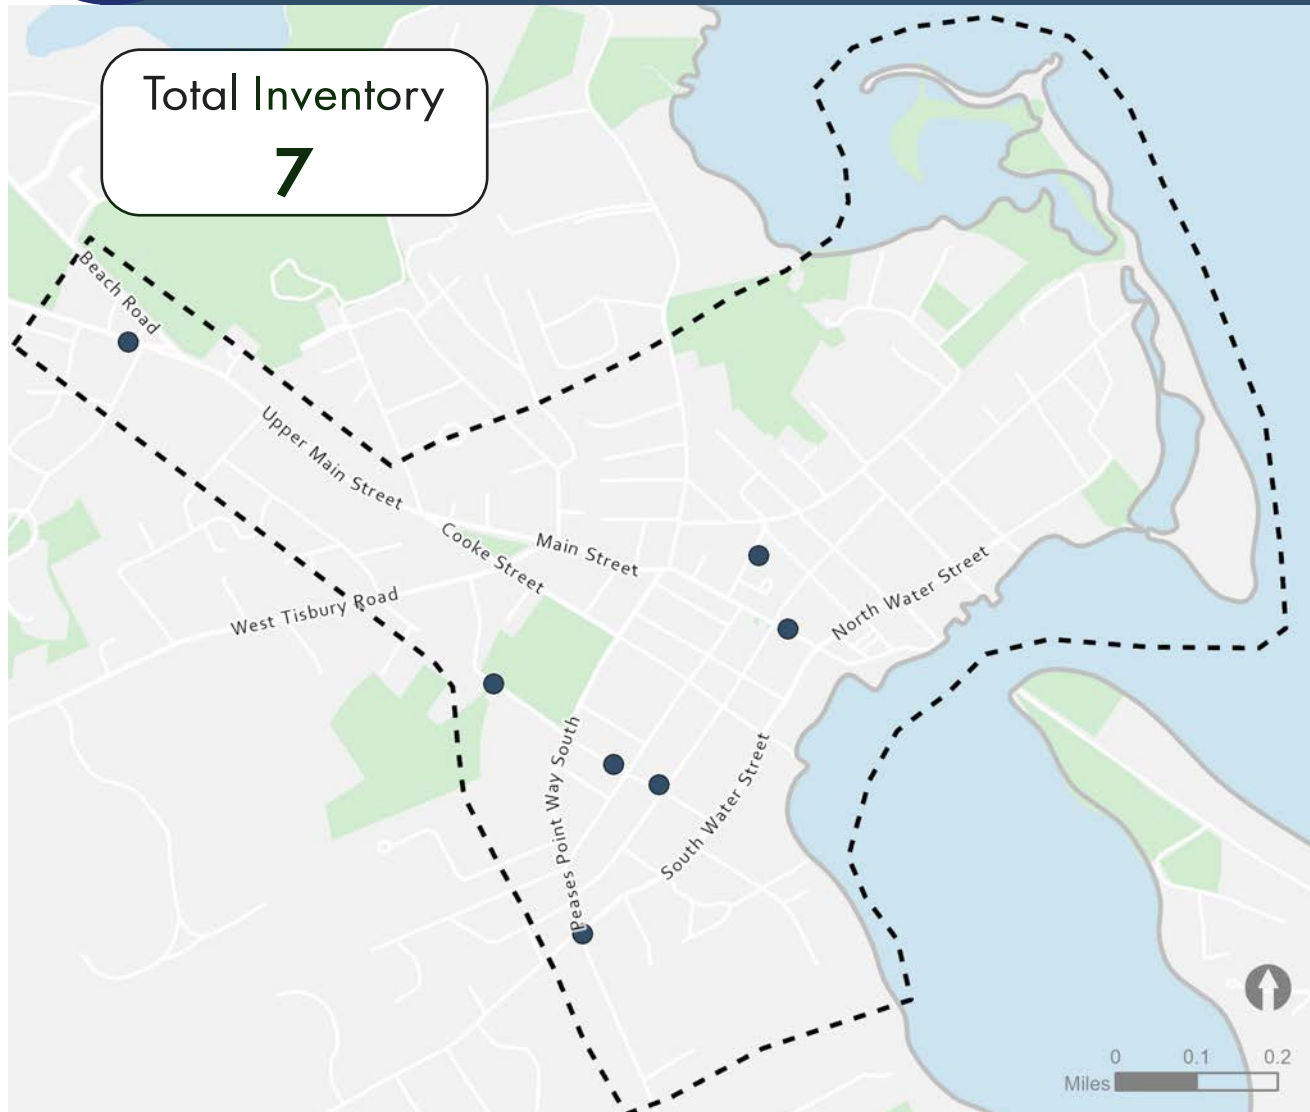 Total Inventory
7
Beach Road
Upper Main Street
Cooke Street
Main Street
North Water Street
West Tisbury Road
Peases Point Way South
South Water Street
0 0.1 0.2
Miles